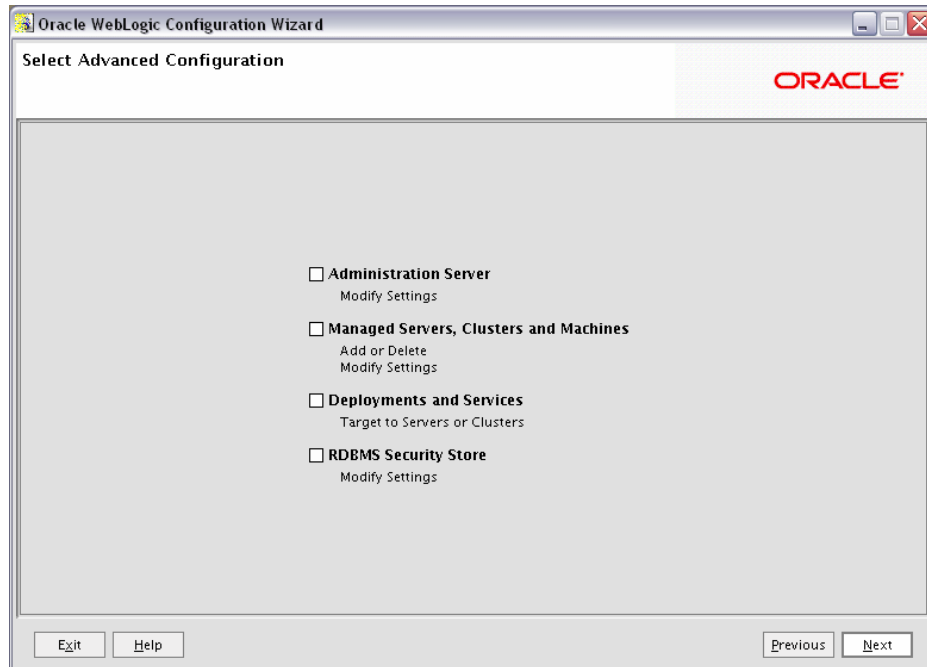 Oracle WebLogic Configuration Wizard
Select Advanced Configuration
ORACLE
Administration Server
Modify Settings
Managed Servers, Clusters and Machines
Add or Delete
Modify Settings
Deployments and Services
Target to Servers or Clusters
RDBMS Security Store
Modify Settings
Exit
Help
Previous
Next